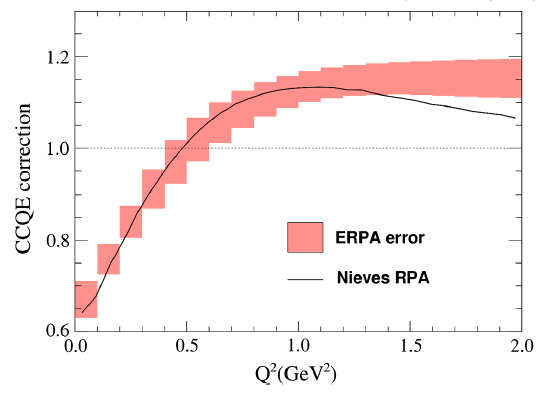 CCQE correction
1.2
1.0
0.8
0.6
ERPA error
Nieves RPA
0.0 0.5 1.0 1.5 2.0
Q²(GeV²)